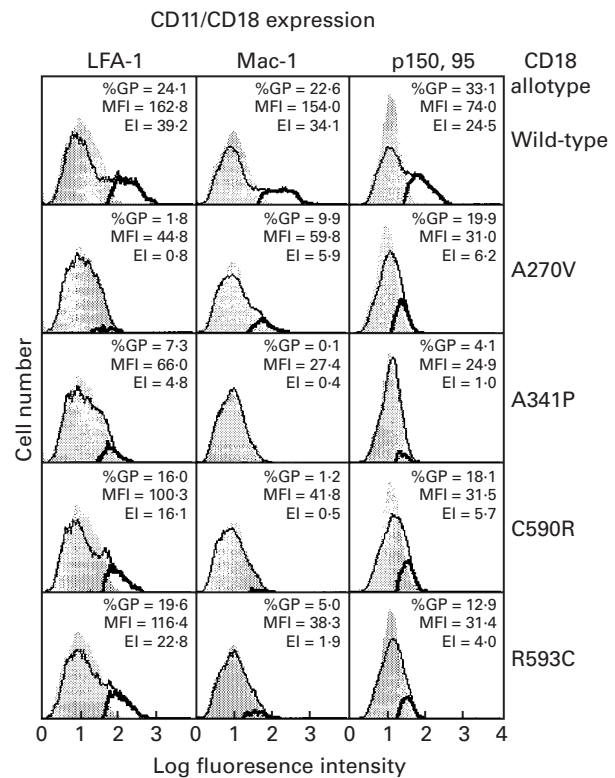 CD11/CD18 expression
LFA-1 Mac-1 p150, 95 CD18
allotype
%GP = 24·1 %GP = 22·6 %GP = 33·1
MFI = 162·8 MFI = 154·0 MFI = 74·0
EI = 39·2 EI = 34·1 EI = 24·5
Wild-type
%GP = 1·8 %GP = 9·9 %GP = 19·9
MFI = 44·8 MFI = 59·8 MFI = 31·0
EI = 0·8 EI = 5·9 EI = 6·2
A270V
%GP = 7·3 %GP = 0·1 %GP = 4·1
MFI = 66·0 MFI = 27·4 MFI = 24·9
EI = 4·8 EI = 0·4 EI = 1·0
A341P
%GP = 16·0 %GP = 1·2 %GP = 18·1
MFI = 100·3 MFI = 41·8 MFI = 31·5
EI = 16·1 EI = 0·5 EI = 5·7
C590R
%GP = 19·6 %GP = 5·0 %GP = 12·9
MFI = 116·4 MFI = 38·3 MFI = 31·4
EI = 22·8 EI = 1·9 EI = 4·0
R593C
Cell number
0 1 2 3 0 1 2 3 0 1 2 3 4
Log fluoresence intensity